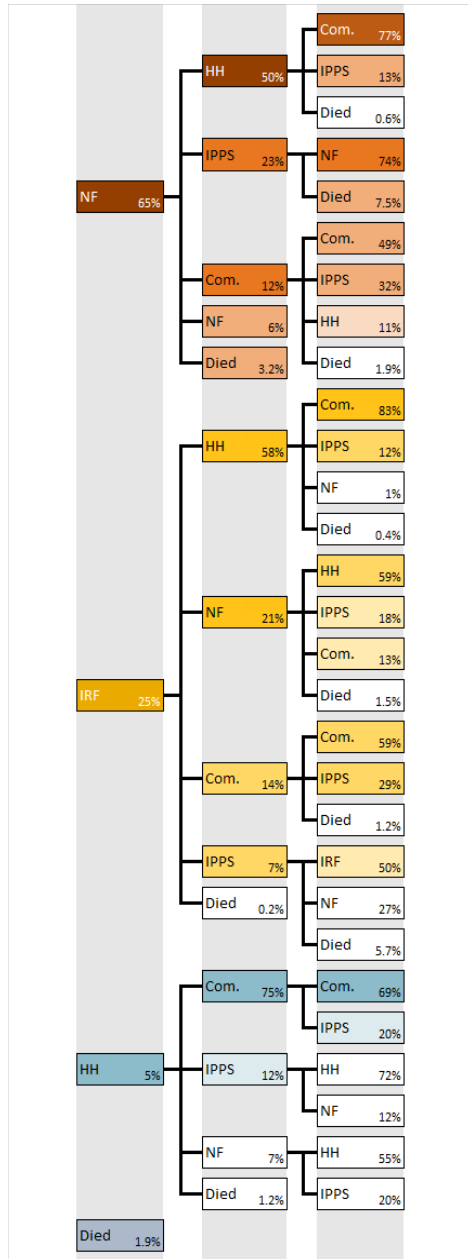 Com. 77%
HH 50% IPPS 13%
Died 0.6%
IPPS 23% NF 74%
NF 65% Died 7.5%
Com. 49%
Com. 12% IPPS 32%
NF 6% HH 11%
Died 3.2% Died 1.9%
Com. 83%
HH 58% IPPS 12%
NF 1%
Died 0.4%
HH 59%
NF 21% IPPS 18%
Com. 13%
IRF 25% Died 1.5%
Com. 59%
Com. 14% IPPS 29%
Died 1.2%
IPPS 7% IRF 50%
Died 0.2% NF 27%
Died 5.7%
Com. 75% Com. 69%
IPPS 20%
HH 5% IPPS 12% HH 72%
NF 12%
NF 7% HH 55%
Died 1.2% IPPS 20%
Died 1.9%